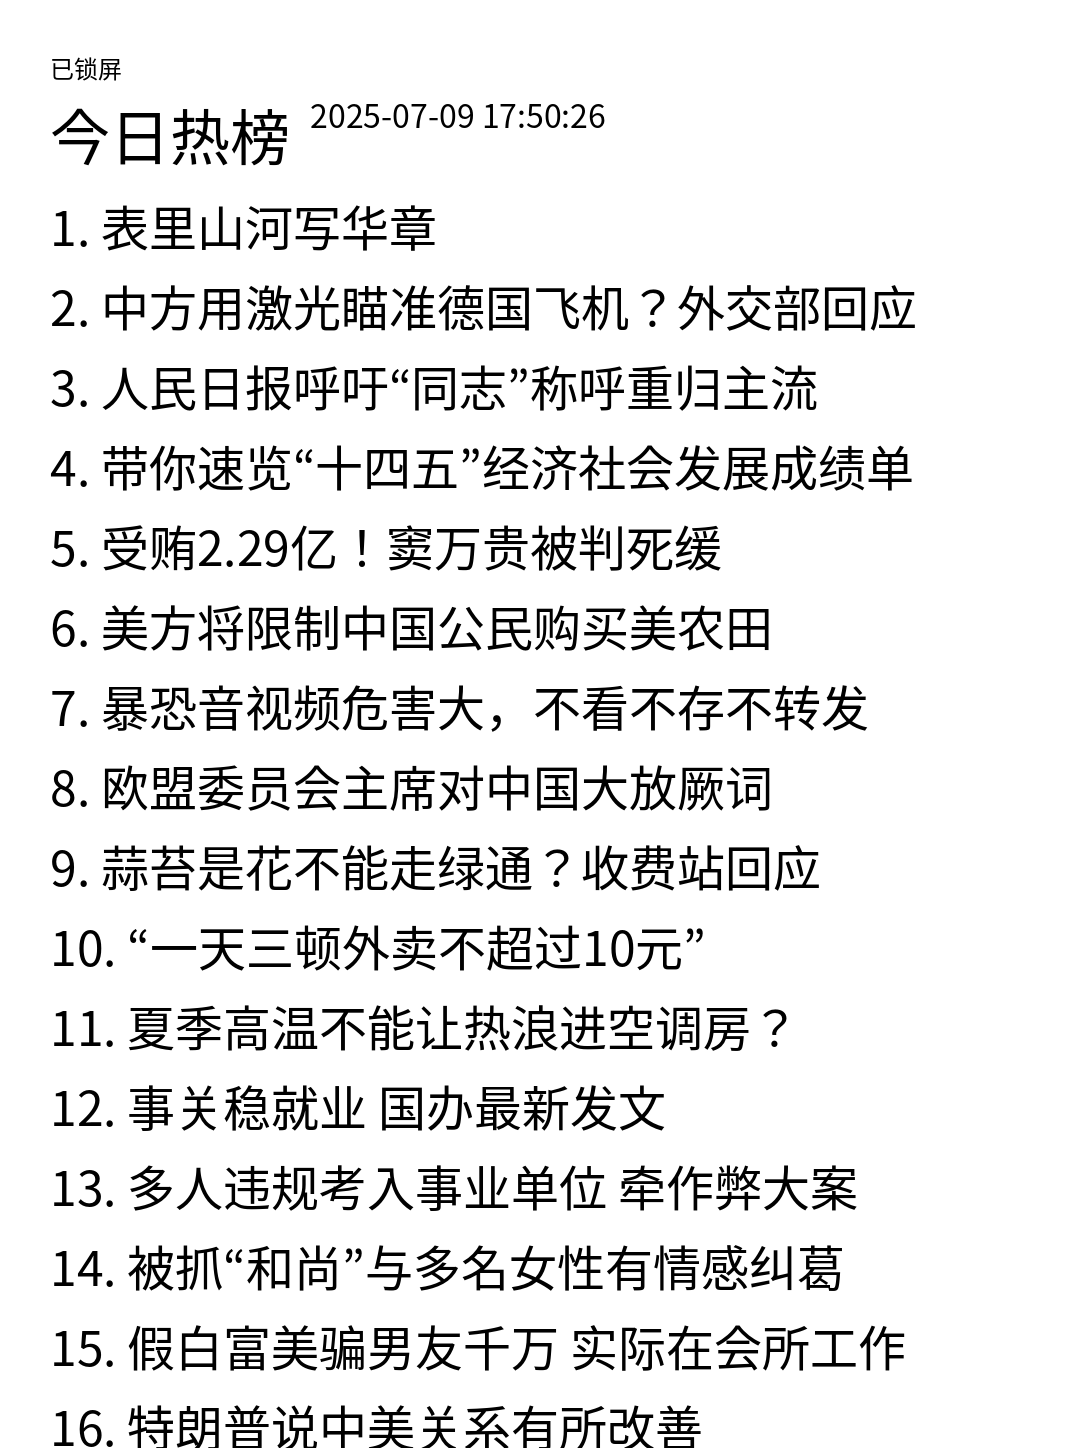 已锁屏
今日热榜 2025-07-09 17:50:26
1. 表里山河写华章
2. 中方用激光瞄准德国飞机？外交部回应
3. 人民日报呼吁“同志”称呼重归主流
4. 带你速览“十四五”经济社会发展成绩单
5. 受贿2.29亿！窦万贵被判死缓
6. 美方将限制中国公民购买美农田
7. 暴恐音视频危害大，不看不存不转发
8. 欧盟委员会主席对中国大放厥词
9. 蒜苔是花不能走绿通？收费站回应
10. “一天三顿外卖不超过10元”
11. 夏季高温不能让热浪进空调房？
12. 事关稳就业 国办最新发文
13. 多人违规考入事业单位 牵作弊大案
14. 被抓“和尚”与多名女性有情感纠葛
15. 假白富美骗男友千万 实际在会所工作
16. 特朗普说中美关系有所改善